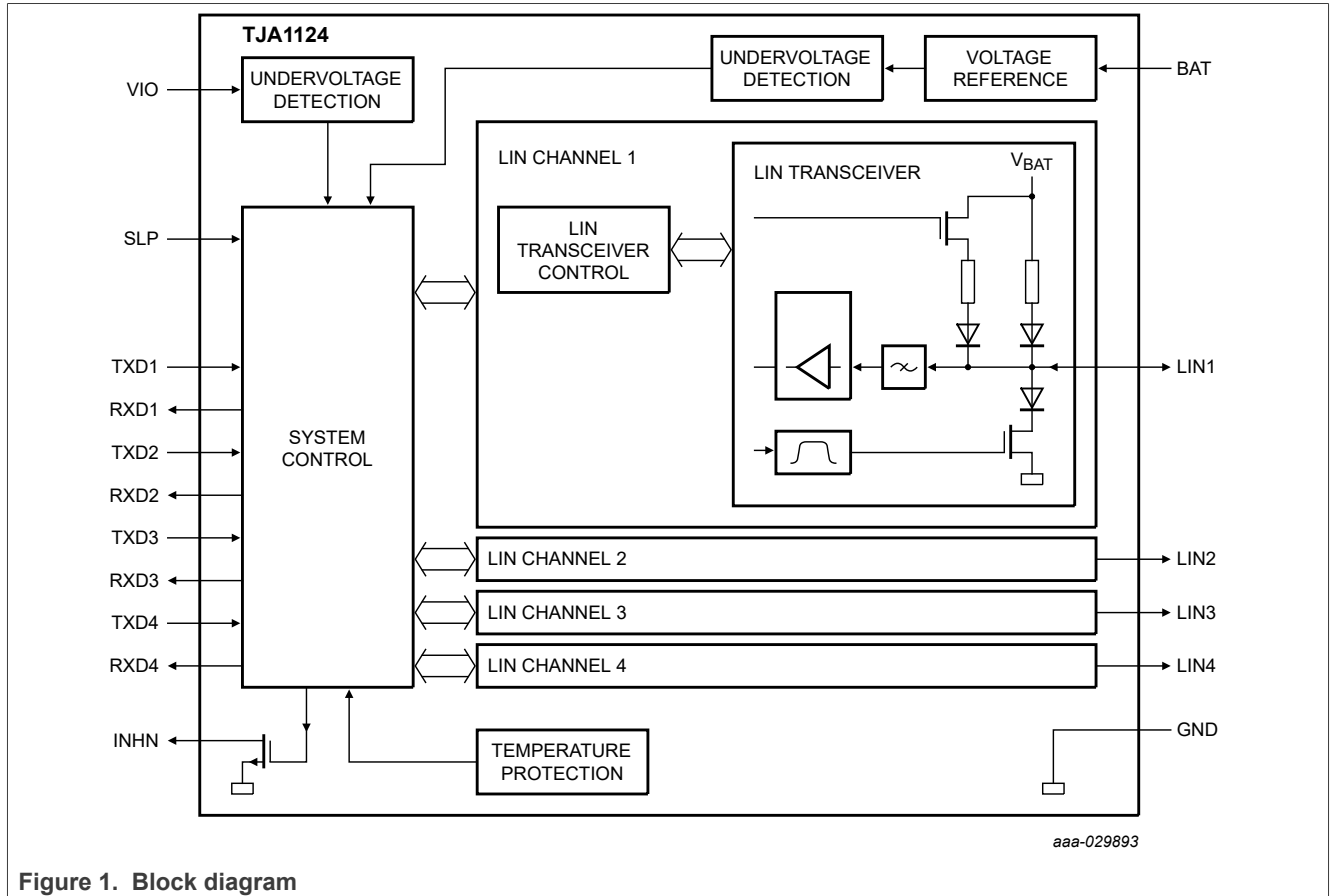 TJA1124
VIO
UNDERVOLTAGE
DETECTION
UNDERVOLTAGE
DETECTION
VOLTAGE
REFERENCE
BAT
SLP
LIN CHANNEL 1
LIN
TRANSCEIVER
CONTROL
LIN TRANSCEIVER
VBAT
TXD1
RXD1
TXD2
RXD2
TXD3
RXD3
TXD4
RXD4
SYSTEM
CONTROL
LIN1
LIN CHANNEL 2
LIN2
LIN CHANNEL 3
LIN3
LIN CHANNEL 4
LIN4
INHN
TEMPERATURE
PROTECTION
GND
aaa-029893
Figure 1. Block diagram